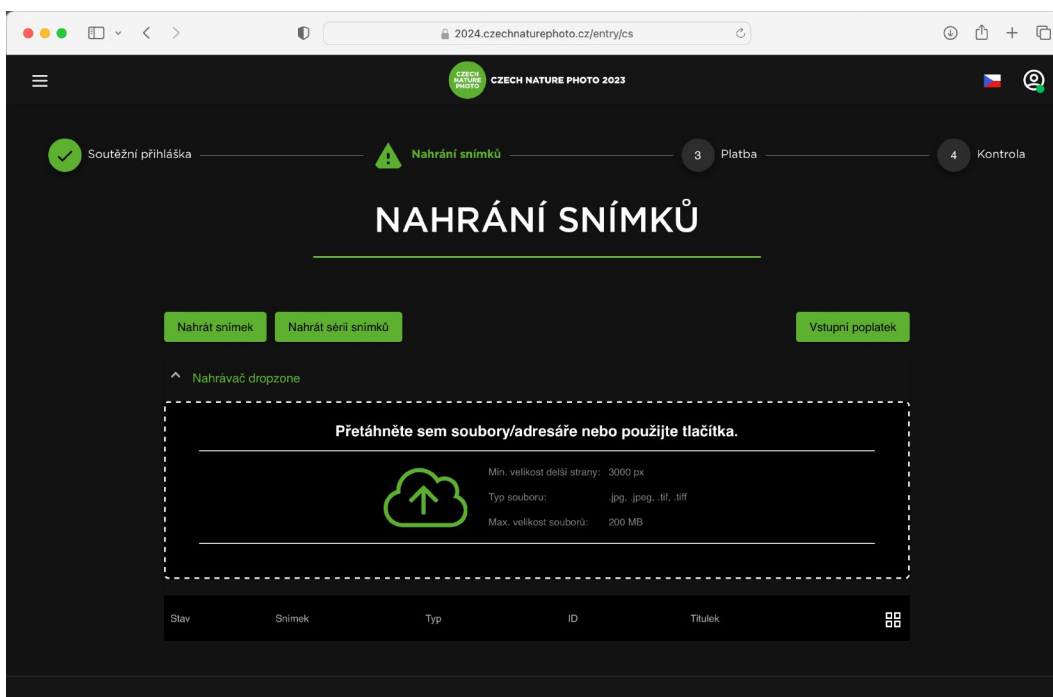 2024.czechnaturephoto.cz/entry/cs
CZECH
NATURE
PHOTO
CZECH NATURE PHOTO 2023
Soutěžní přihláška
Nahrání snímků
3 Platba
4 Kontrola
NAHRÁNÍ SNÍMKŮ
Nahrát snímek
Nahrát sérii snímků
Vstupní poplatek
Nahrávač dropzone
Přetáhněte sem soubory/adresáře nebo použijte tlačítka.
Min. velikost delší strany: 3000 px
Typ souboru: .jpg, .jpeg, .tif, .tiff
Max. velikost souborů: 200 MB
Stav Snímek Typ ID Titulek